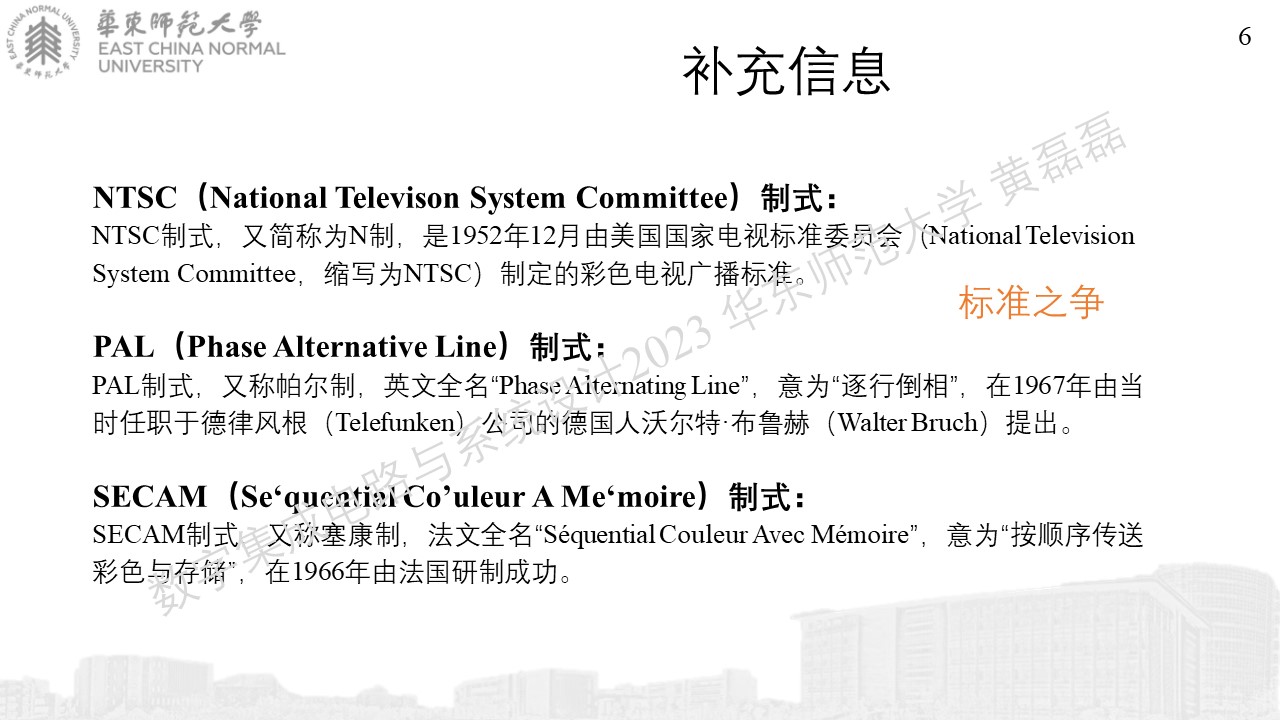 華東師范大學
EAST CHINA NORMAL
UNIVERSITY
EAST CHINA NORMAL UNIVERSITY
華東師范大學
6
补充信息
NTSC（National Televison System Committee）制式：
NTSC制式，又简称为N制，是1952年12月由美国国家电视标准委员会（National Television
System Committee，缩写为NTSC）制定的彩色电视广播标准。
标准之争
PAL（Phase Alternative Line）制式：
PAL制式，又称帕尔制，英文全名“Phase Alternating Line”，意为“逐行倒相”，在1967年由当
时任职于德律风根（Telefunken）公司的德国人沃尔特·布鲁赫（Walter Bruch）提出。
SECAM（Se‘quential Co’uleur A Me‘moire）制式：
SECAM制式，又称塞康制，法文全名“Séquential Couleur Avec Mémoire”，意为“按顺序传送
彩色与存储”，在1966年由法国研制成功。
数字集成电路与系统设计2023 华东师范大学 黄磊磊